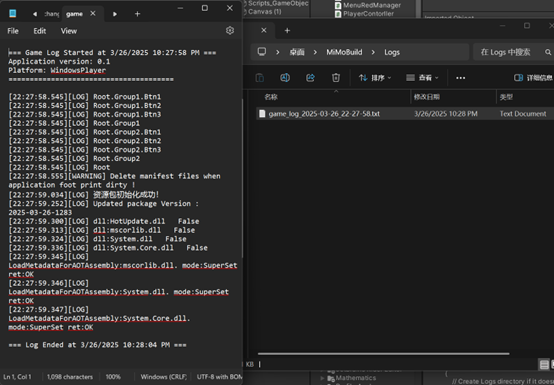 game
File
Edit
View
=== Game Log Started at 3/26/2025 10:27:58 PM ===
Application version: 0.1
Platform: WindowsPlayer
[22:27:58.545][LOG] Root.Group1.Btn1
[22:27:58.545][LOG] Root.Group1.Btn2
[22:27:58.545][LOG] Root.Group1.Btn3
[22:27:58.545][LOG] Root.Group1
[22:27:58.545][LOG] Root.Group2.Btn1
[22:27:58.545][LOG] Root.Group2.Btn2
[22:27:58.545][LOG] Root.Group2.Btn3
[22:27:58.545][LOG] Root.Group2
[22:27:58.545][LOG] Root
[22:27:58.555][WARNING] Delete manifest files when
application foot print dirty !
[22:27:59.034][LOG] 资源包初始化成功！
[22:27:59.252][LOG] Updated package Version :
2025-03-26-1283
[22:27:59.300][LOG] dll:HotUpdate.dll False
[22:27:59.313][LOG] dll:mscorlib.dll False
[22:27:59.324][LOG] dll:System.dll False
[22:27:59.336][LOG] dll:System.Core.dll False
[22:27:59.345][LOG]
LoadMetadataForAOTAssembly:mscorlib.dll. mode:SuperSet
ret:OK
[22:27:59.346][LOG]
LoadMetadataForAOTAssembly:System.dll. mode:SuperSet
ret:OK
[22:27:59.347][LOG]
LoadMetadataForAOTAssembly:System.Core.dll.
mode:SuperSet ret:OK
=== Log Ended at 3/26/2025 10:28:04 PM ===
Ln 1, Col 1
1,098 characters
100%
Windows (CRLF)
UTF-8 with BOM
Scripts_GameObjec
Canvas (1)
MenuRedManager
PlayerContorller
桌面
MiMoBuild
Logs
在 Logs 中搜索
排序
查看
详细信息
名称
修改日期
类型
game_log_2025-03-26_22-27-58.txt
3/26/2025 10:28 PM
Text Document
KB
Mathematics
// Create Logs directory if it doesn